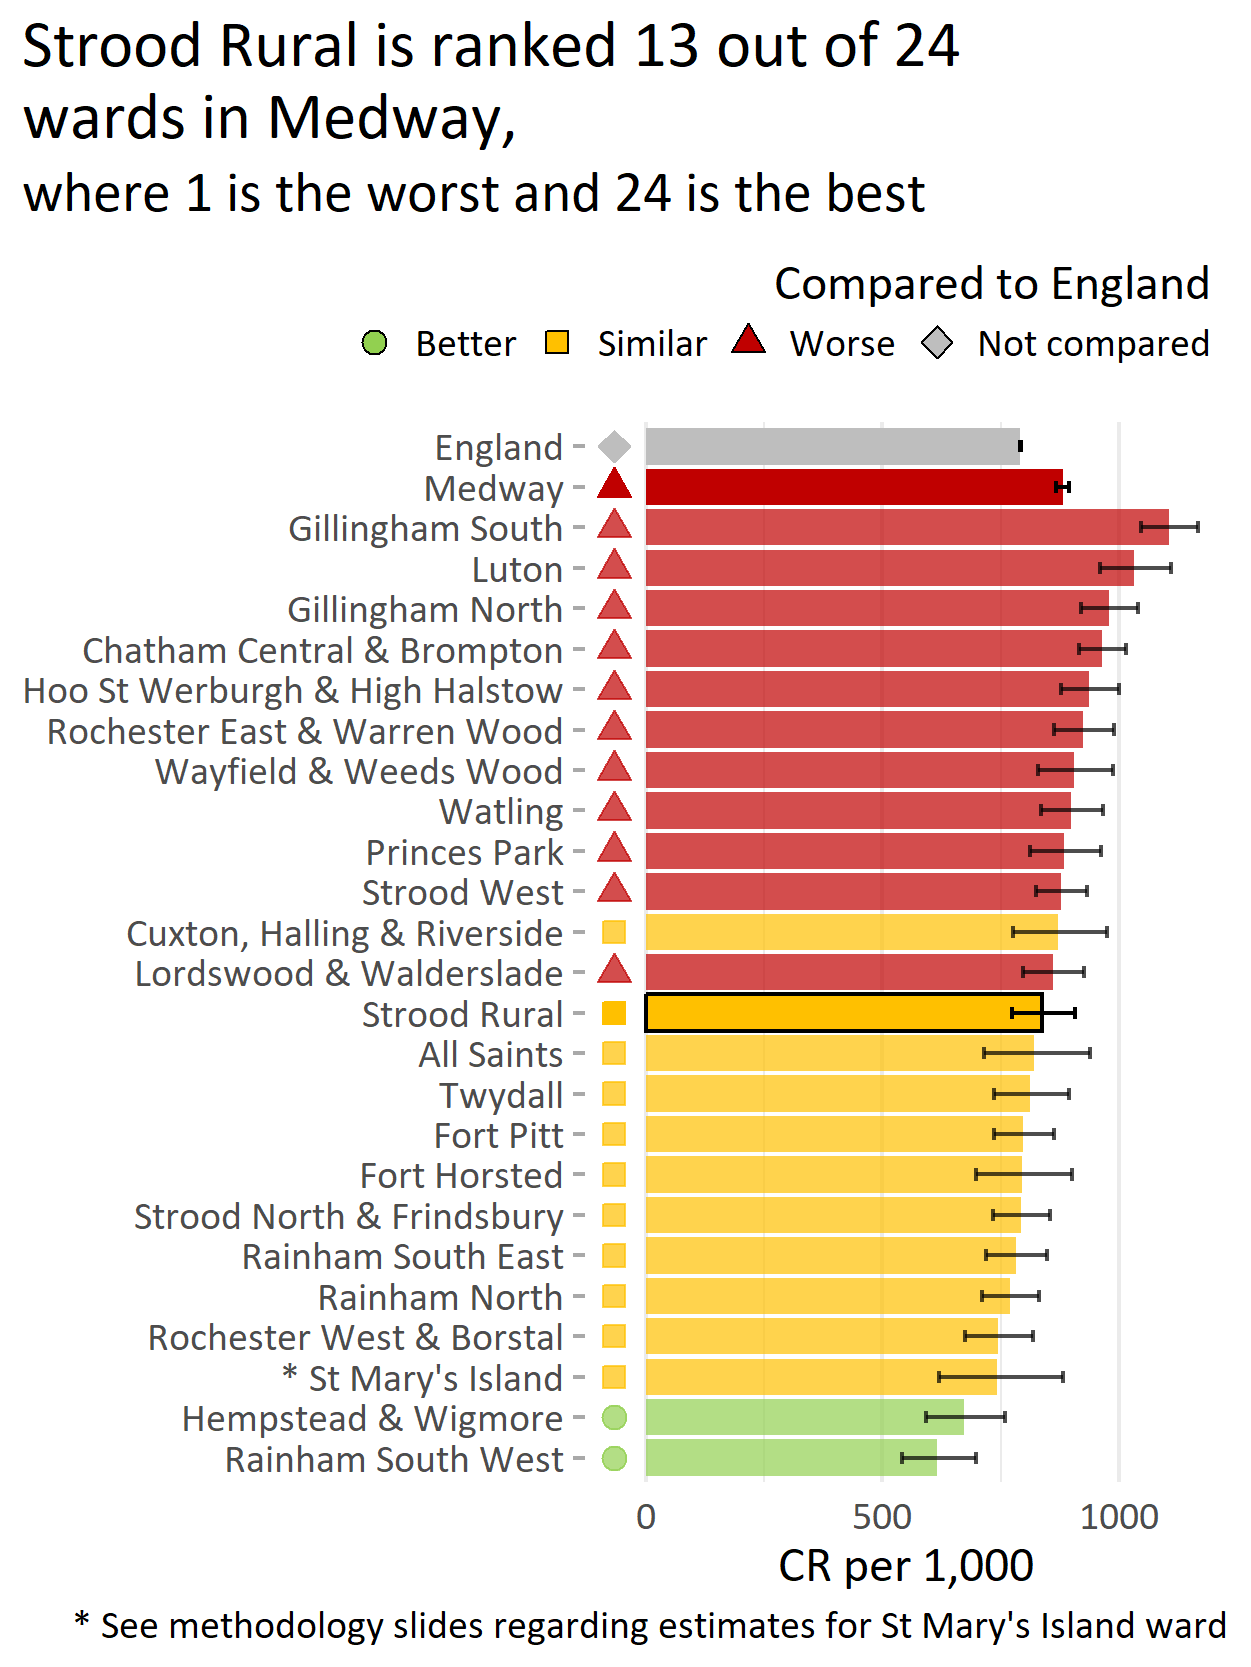 Strood Rural is ranked 13 out of 24
wards in Medway,
where 1 is the worst and 24 is the best
Compared to England
Better Similar Worse Not compared
England
Medway
Gillingham South
Luton
Gillingham North
Chatham Central & Brompton
Hoo St Werburgh & High Halstow
Rochester East & Warren Wood
Wayfield & Weeds Wood
Watling
Princes Park
Strood West
Cuxton, Halling & Riverside
Lordswood & Walderslade
Strood Rural
All Saints
Twydall
Fort Pitt
Fort Horsted
Strood North & Frindsbury
Rainham South East
Rainham North
Rochester West & Borstal
* St Mary's Island
Hempstead & Wigmore
Rainham South West
0 500 1000
CR per 1,000
* See methodology slides regarding estimates for St Mary's Island ward